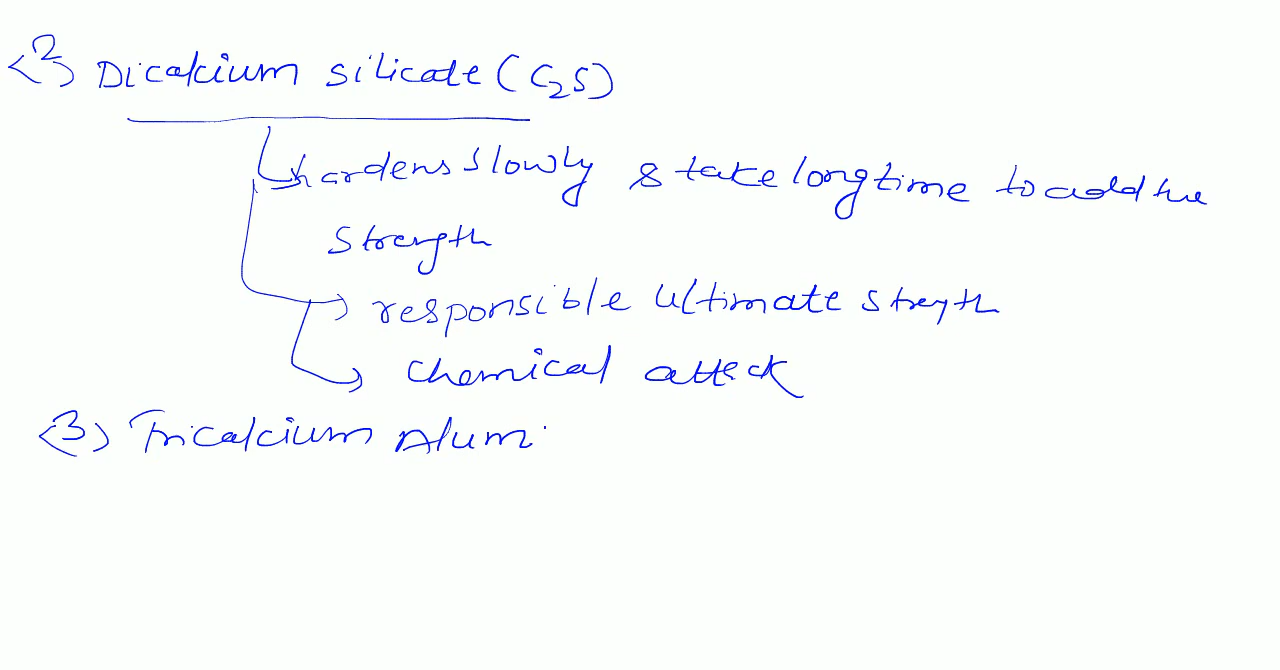 <2> Dicalcium silicate (C₂S)
hardens slowly & take long time to add the
strength
responsible ultimate strength
chemical attack
<3> Tricalcium Alumi